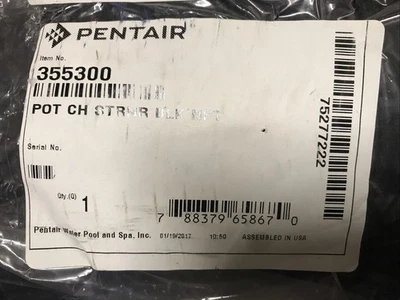 PENTAIR
Item No.
355300
POT CH STRNR
Serial No.
Qty.(Q)
1
7 88379 65867 0
Pentair Water Pool and Spa, Inc. 01/19/2012 10:50 ASSEMBLED IN USA
75277222